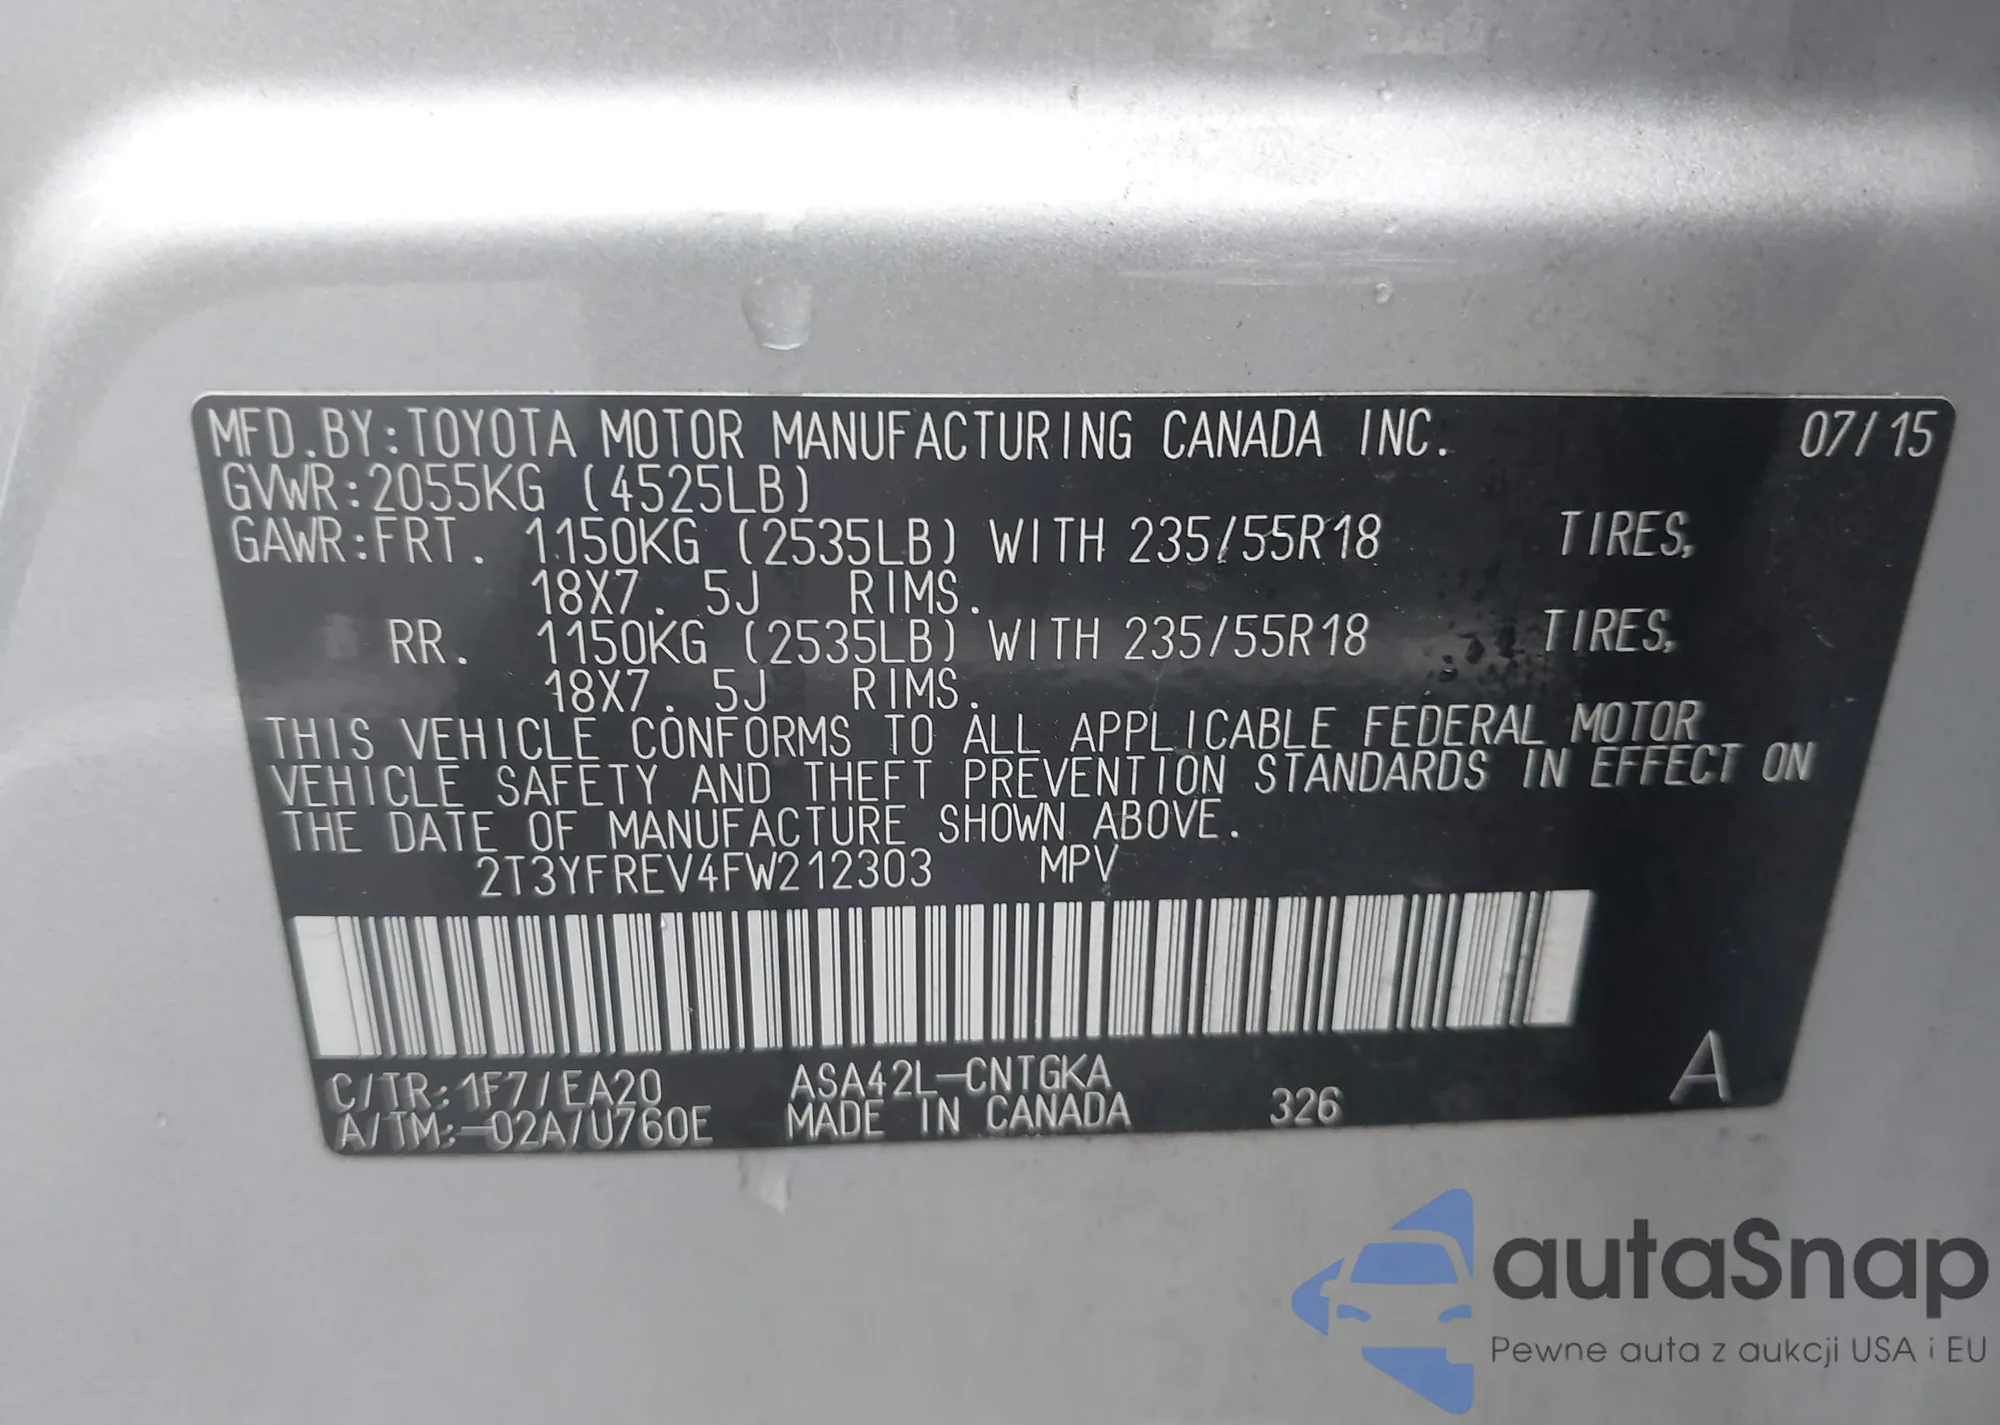 MFD.BY:TOYOTA MOTOR MANUFACTURING CANADA INC. 07/15
GVWR:2055KG (4525LB)
GAWR:FRT. 1150KG (2535LB) WITH 235/55R18 TIRES,
18X7. 5J RIMS.
RR. 1150KG (2535LB) WITH 235/55R18 TIRES,
18X7. 5J RIMS.
THIS VEHICLE CONFORMS TO ALL APPLICABLE FEDERAL MOTOR
VEHICLE SAFETY AND THEFT PREVENTION STANDARDS IN EFFECT ON
THE DATE OF MANUFACTURE SHOWN ABOVE.
2T3YFREV4FW212303 MPV
C/TR:1F7/EA20 ASA42L-CNTGKA
A/TM:-02A/U760E MADE IN CANADA 326 A
autaSnap
Pewne auta z aukcji USA i EU